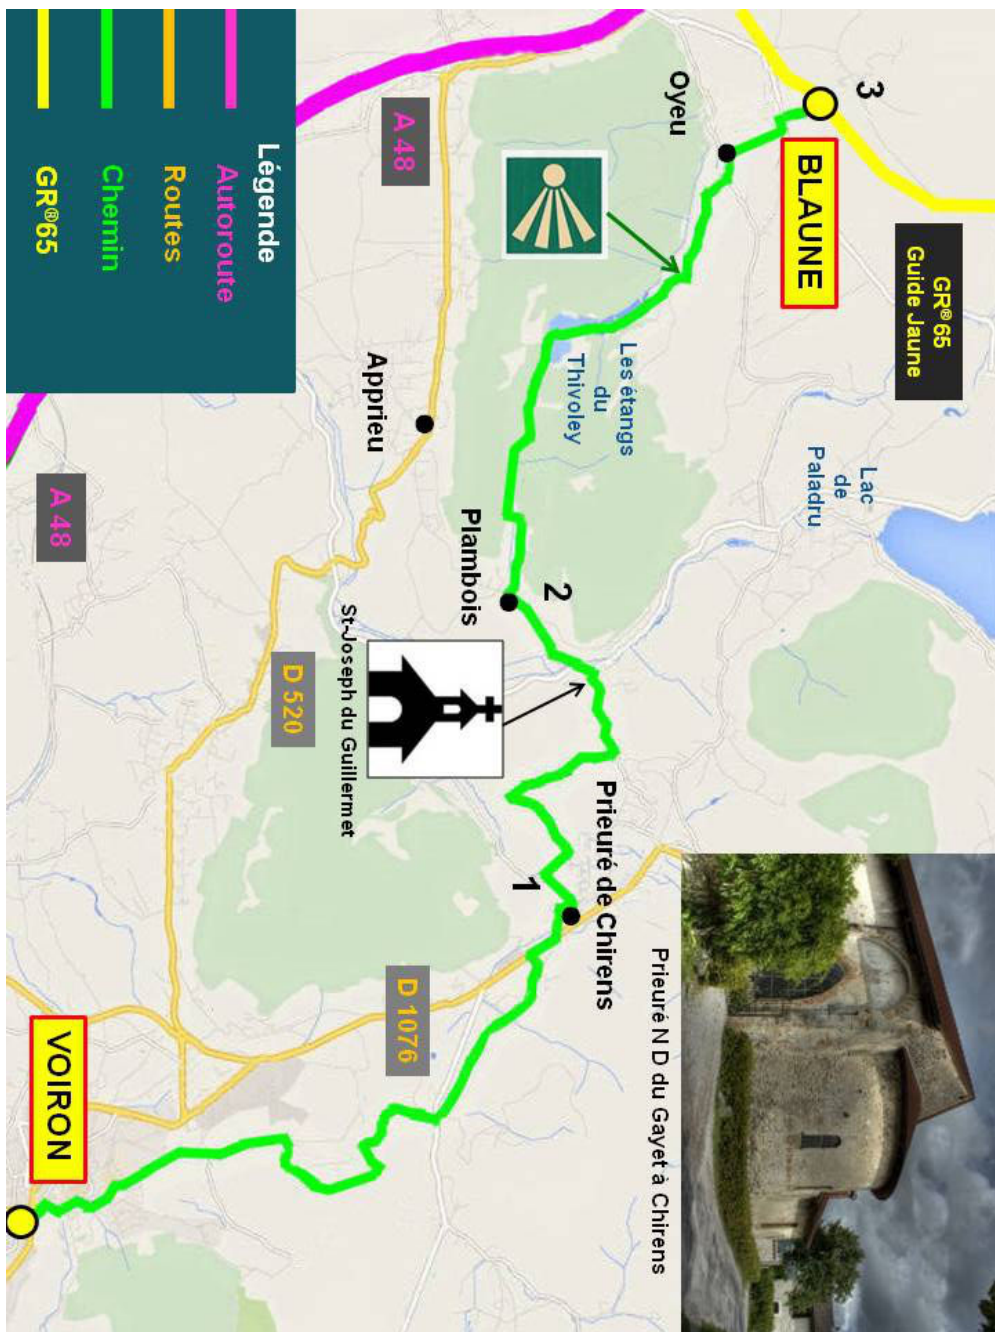 3
BLAUNE
GR®65
Guide Jaune
Oyeu
Lac
de
Paladru
Les étangs
du
Thivoley
A 48
Légende
Autoroute
Routes
Chemin
GR®65
Apprieu
A 48
Plambois
2
St-Joseph du Guillermet
D 520
Prieuré de Chirens
1
Prieuré N D du Gayet à Chirens
D 1076
VOIRON